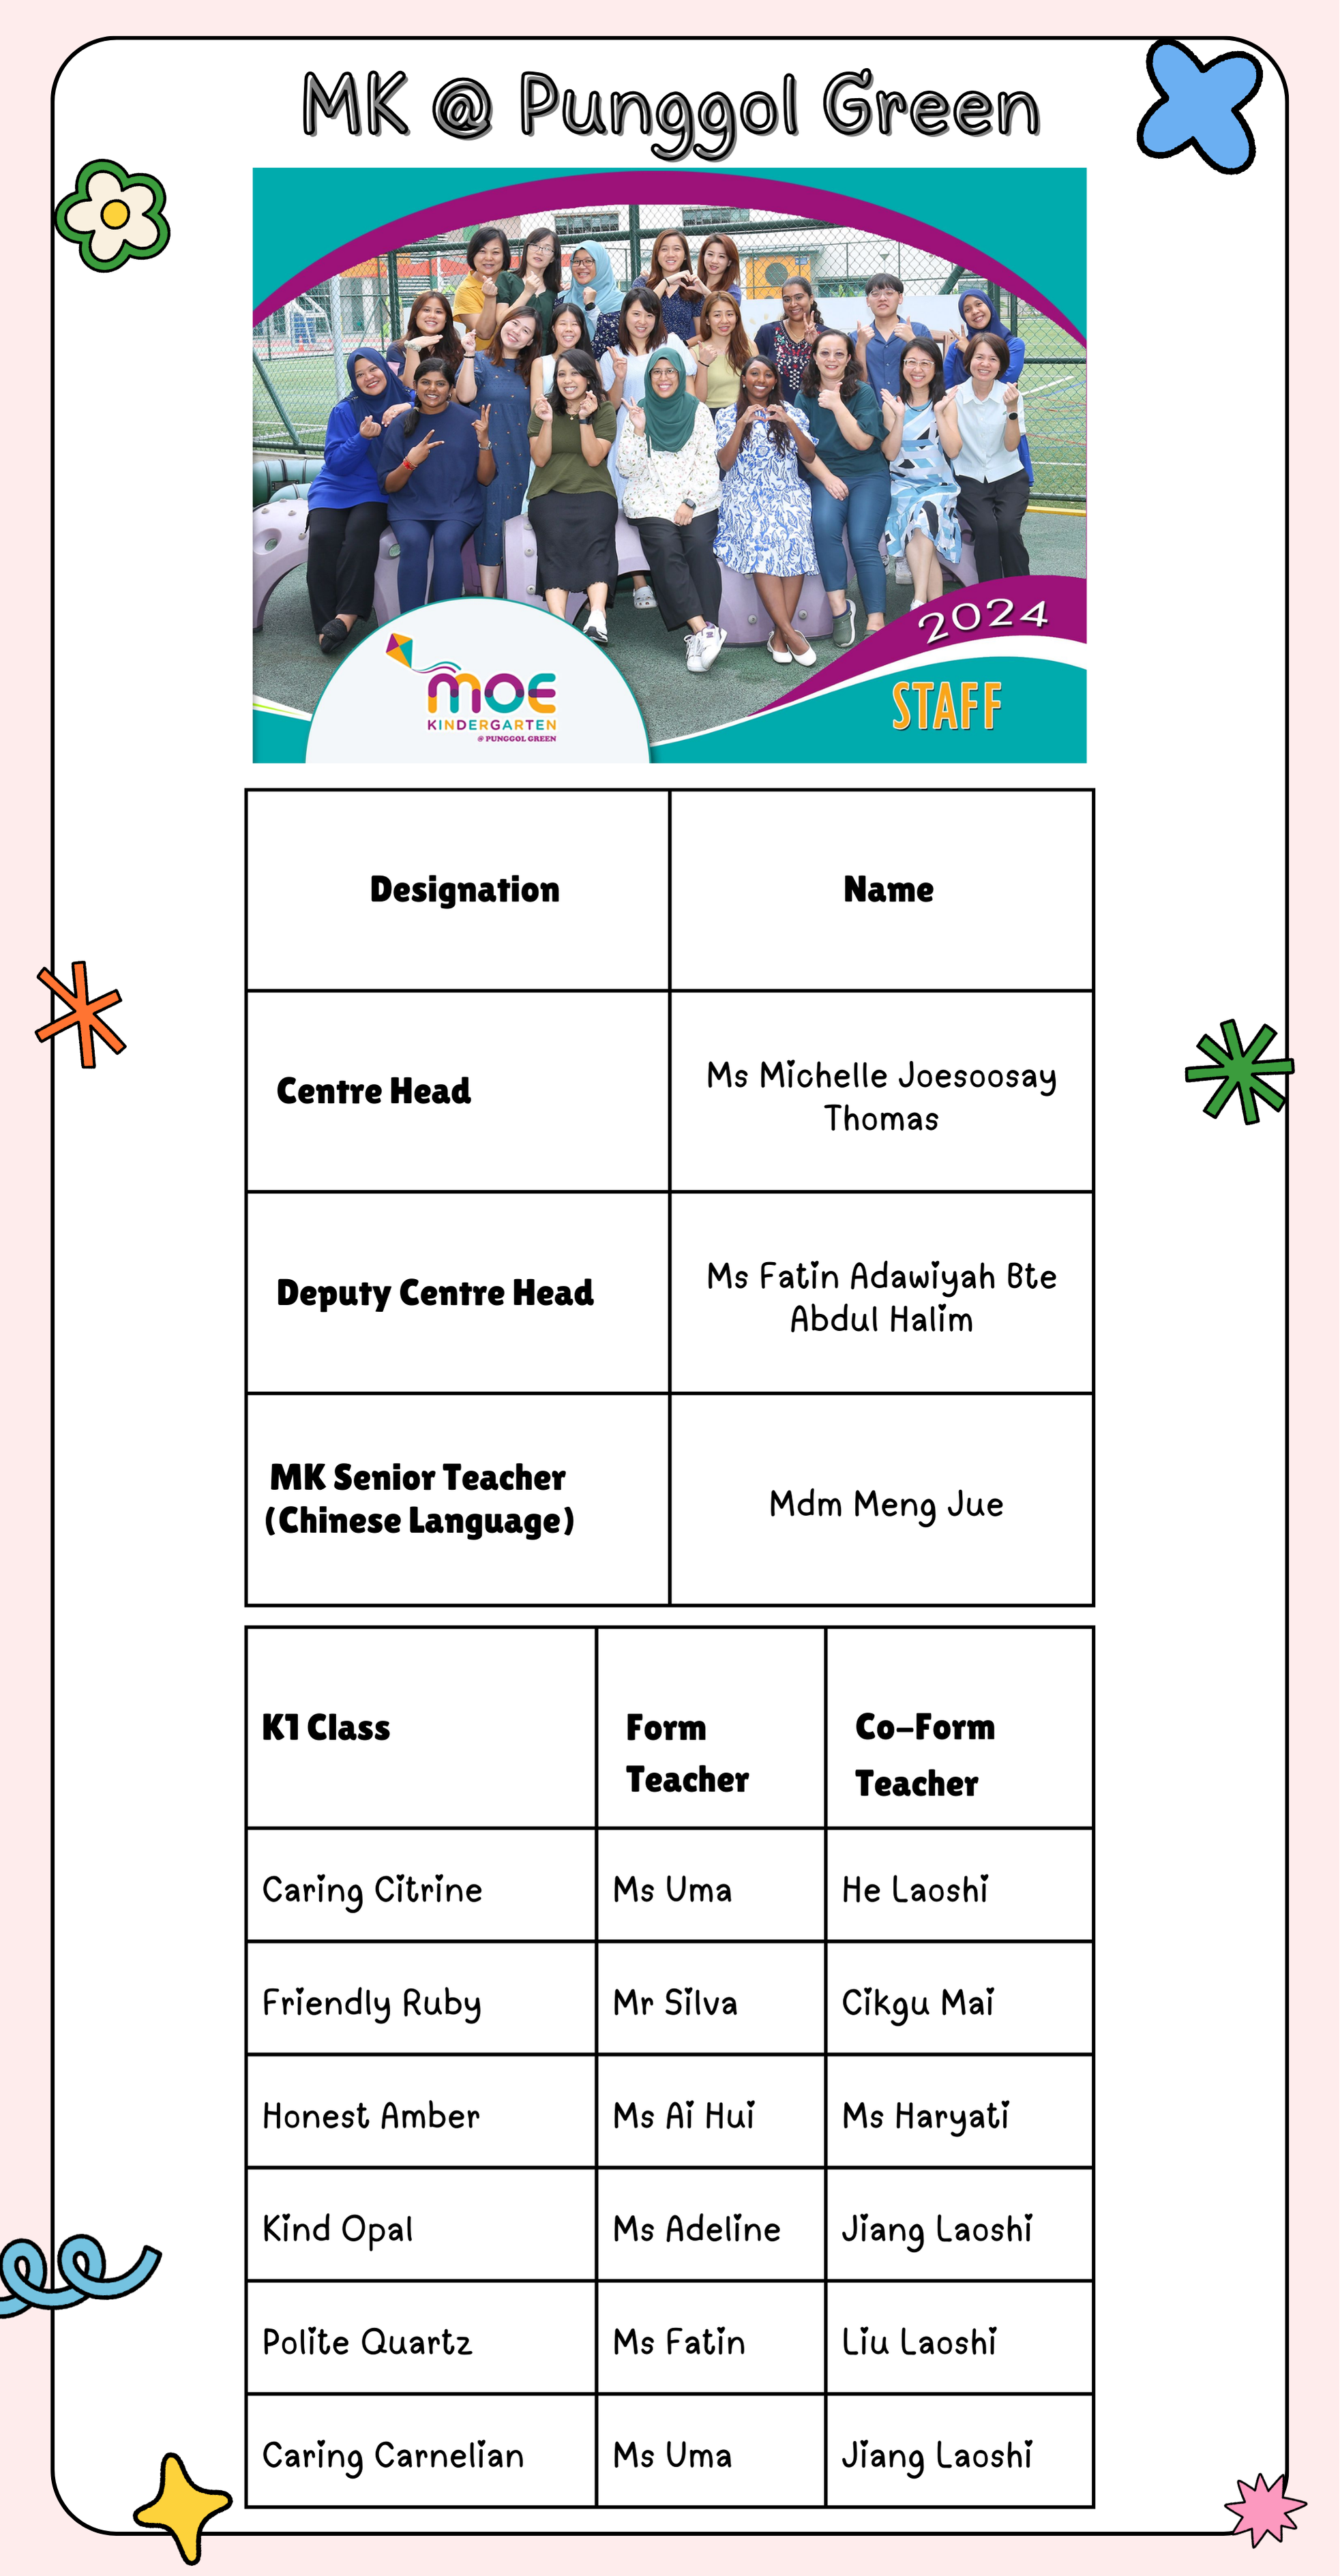 MK @ Punggol Green
moe
KINDERGARTEN
@ PUNGGOL GREEN
2024
STAFF
Designation Name
Centre Head Ms Michelle Joesoosay
Thomas
Deputy Centre Head Ms Fatin Adawiyah Bte
Abdul Halim
MK Senior Teacher
(Chinese Language)
Mdm Meng Jue
K1 Class Form
Teacher
Co-Form
Teacher
Caring Citrine Ms Uma He Laoshi
Friendly Ruby Mr Silva Cikgu Mai
Honest Amber Ms Ai Hui Ms Haryati
Kind Opal Ms Adeline Jiang Laoshi
Polite Quartz Ms Fatin Liu Laoshi
Caring Carnelian Ms Uma Jiang Laoshi